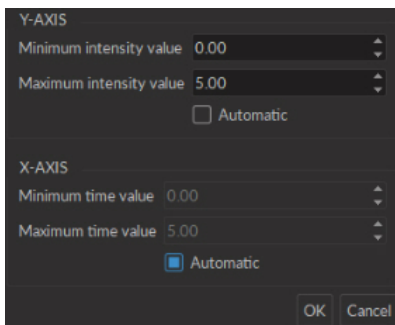 Y-AXIS
Minimum intensity value 0.00
Maximum intensity value 5.00
Automatic
X-AXIS
Minimum time value 0.00
Maximum time value 5.00
Automatic
OK Cancel